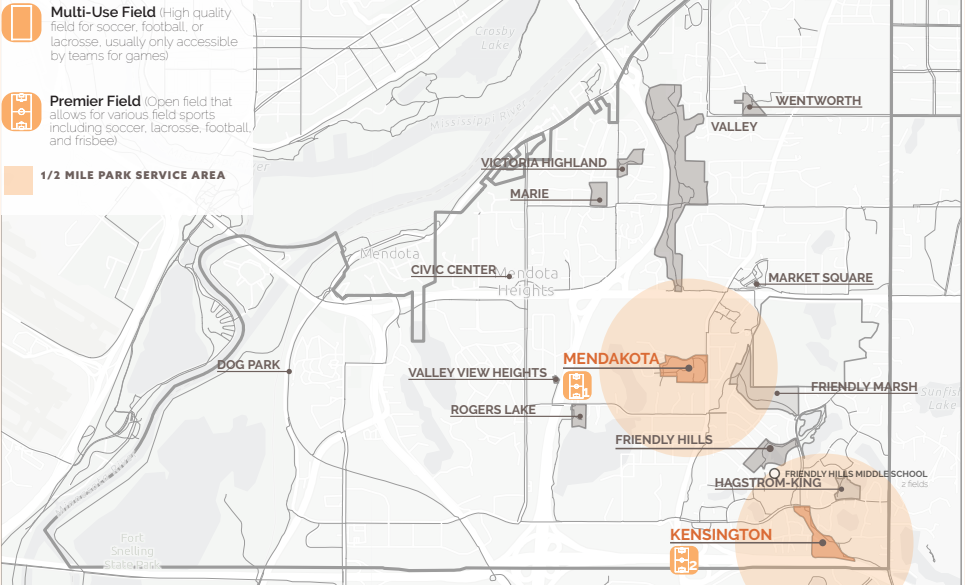 Multi-Use Field (High quality
field for soccer, football, or
lacrosse, usually only accessible
by teams for games)
Premier Field (Open field that
allows for various field sports
including soccer, lacrosse, football,
and frisbee)
1/2 MILE PARK SERVICE AREA
Crosby
Lake
Mississippi River
WENTWORTH
VALLEY
VICTORIA HIGHLAND
MARIE
Mendota
CIVIC CENTER
Mendota
Heights
MARKET SQUARE
MENDAKOTA
DOG PARK
VALLEY VIEW HEIGHTS
1
FRIENDLY MARSH
Sunfish
Lake
ROGERS LAKE
FRIENDLY HILLS
FRIENDLY HILLS MIDDLE SCHOOL
2 fields
HAGSTROM-KING
KENSINGTON
2
Fort
Snelling
State Park